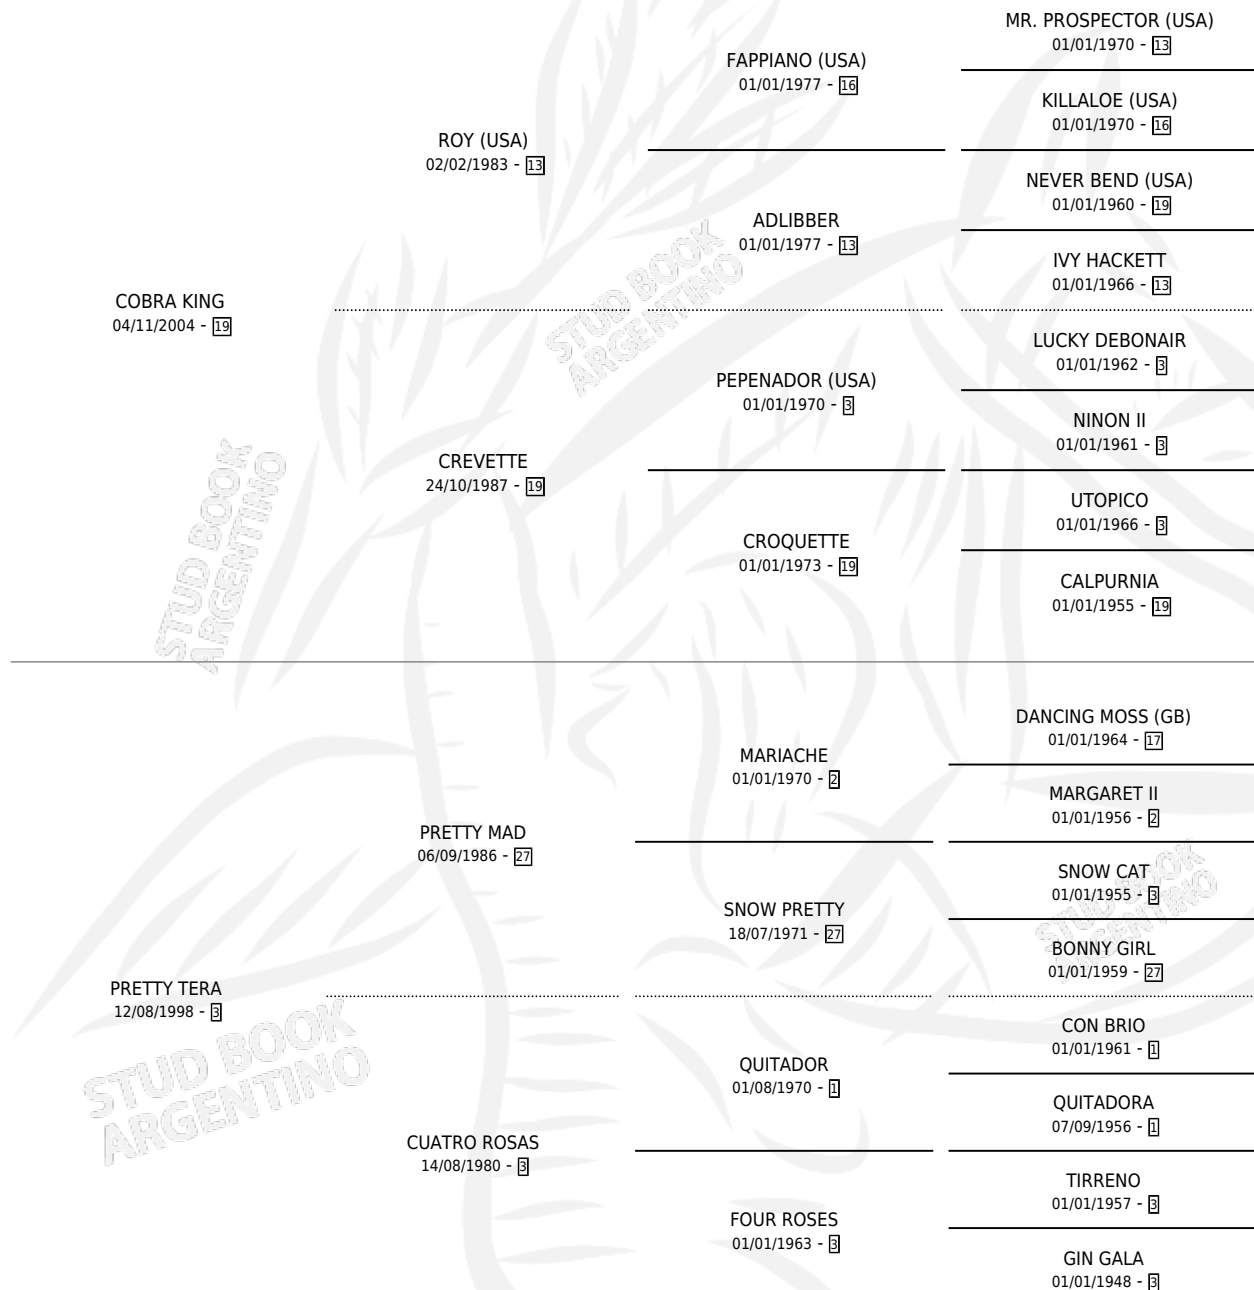 MR. PROSPECTOR (USA)
01/01/1970 - 13
FAPPIANO (USA)
01/01/1977 - 16
KILLALOE (USA)
01/01/1970 - 16
ROY (USA)
02/02/1983 - 13
NEVER BEND (USA)
01/01/1960 - 19
ADLIBBER
01/01/1977 - 13
IVY HACKETT
01/01/1966 - 13
COBRA KING
04/11/2004 - 19
LUCKY DEBONAIR
01/01/1962 - 3
PEPENADOR (USA)
01/01/1970 - 3
NINON II
01/01/1961 - 3
CREVETTE
24/10/1987 - 19
UTOPICO
01/01/1966 - 3
CROQUETTE
01/01/1973 - 19
CALPURNIA
01/01/1955 - 19
DANCING MOSS (GB)
01/01/1964 - 17
MARIACHE
01/01/1970 - 2
MARGARET II
01/01/1956 - 2
PRETTY MAD
06/09/1986 - 27
SNOW CAT
01/01/1955 - 3
SNOW PRETTY
18/07/1971 - 27
BONNY GIRL
01/01/1959 - 27
PRETTY TERA
12/08/1998 - 3
CON BRIO
01/01/1961 - 1
QUITADOR
01/08/1970 - 1
QUITADORA
07/09/1956 - 1
CUATRO ROSAS
14/08/1980 - 3
TIRRENO
01/01/1957 - 3
FOUR ROSES
01/01/1963 - 3
GIN GALA
01/01/1948 - 3
STUD BOOK
ARGENTINO
STUD BOOK
ARGENTINO
STUD BOOK
ARGENTINO
STUD BOOK
ARGENTINO